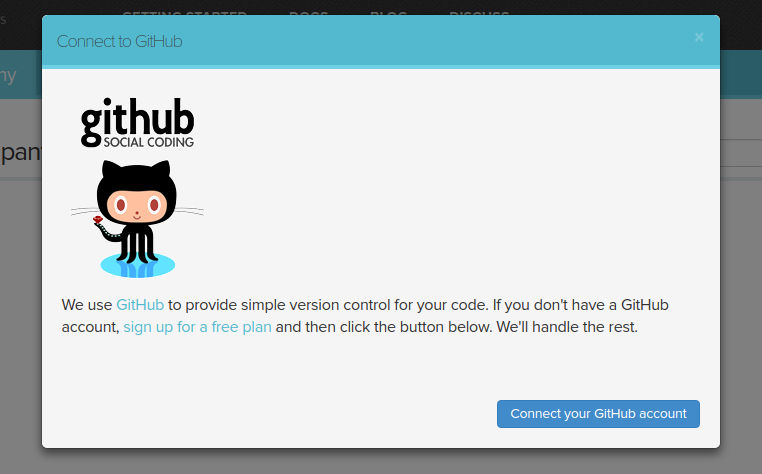 GETTING STARTED DOCS BLOG DISCUSS
Connect to GitHub ×
github
SOCIAL CODING
We use GitHub to provide simple version control for your code. If you don't have a GitHub
account, sign up for a free plan and then click the button below. We'll handle the rest.
Connect your GitHub account